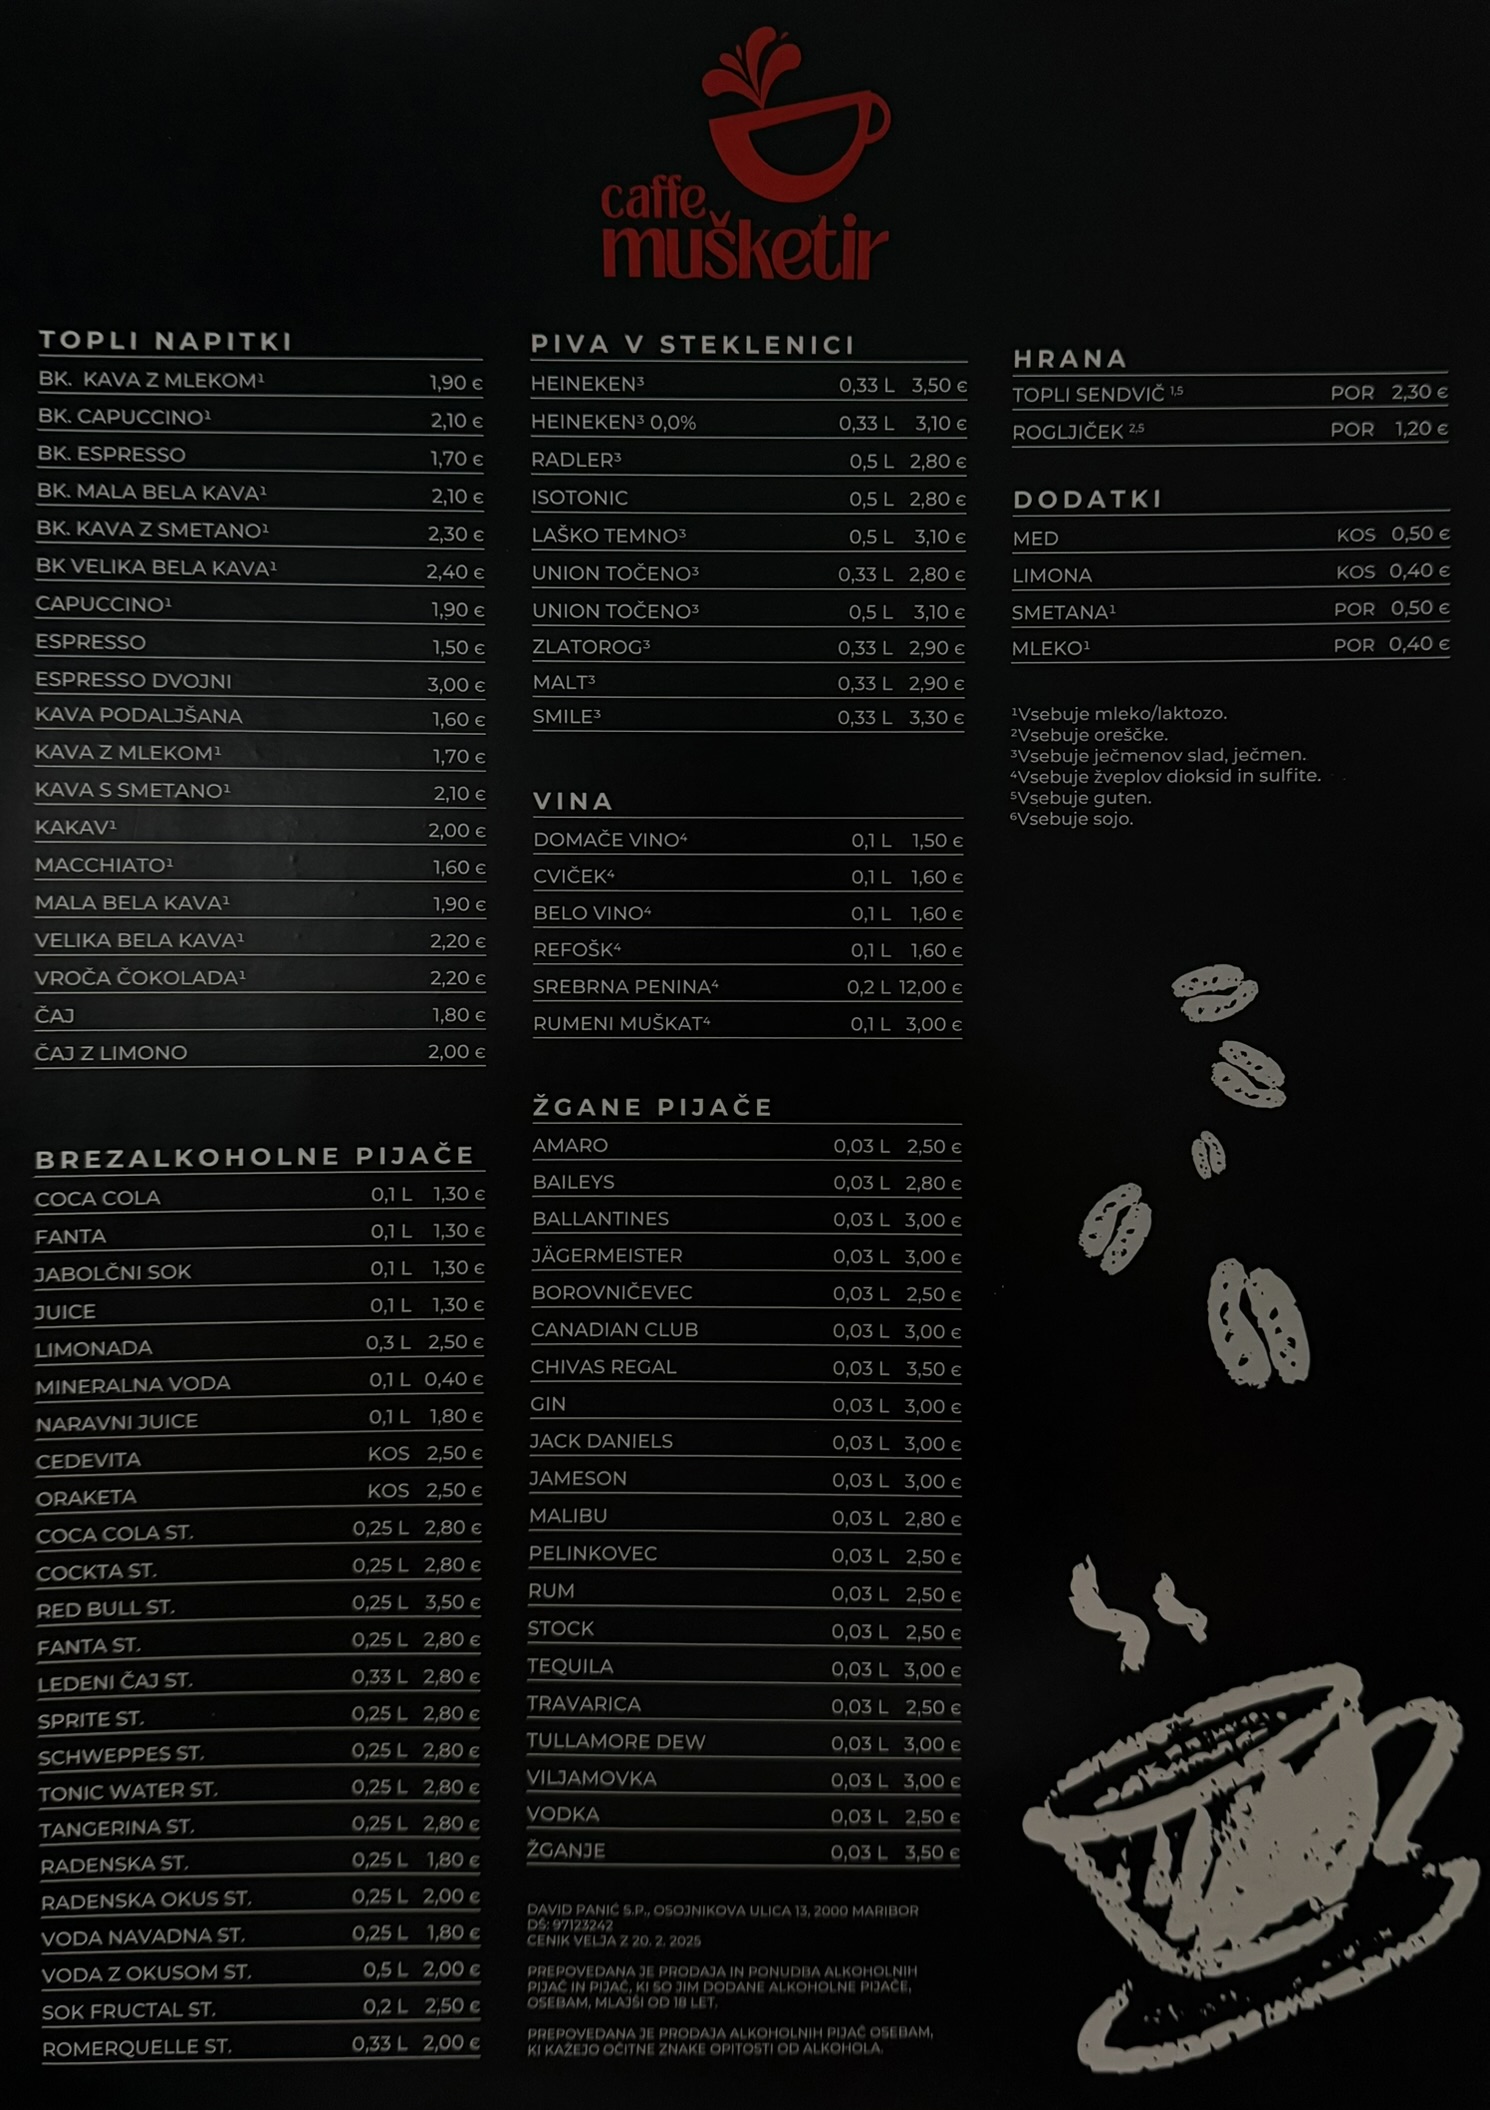 caffe
mušketir
TOPLI NAPITKI
BK. KAVA Z MLEKOM¹ 1,90 €
BK. CAPUCCINO¹ 2,10 €
BK. ESPRESSO 1,70 €
BK. MALA BELA KAVA¹ 2,10 €
BK. KAVA Z SMETANO¹ 2,30 €
BK VELIKA BELA KAVA¹ 2,40 €
CAPUCCINO¹ 1,90 €
ESPRESSO 1,50 €
ESPRESSO DVOJNI 3,00 €
KAVA PODALJŠANA 1,60 €
KAVA Z MLEKOM¹ 1,70 €
KAVA S SMETANO¹ 2,10 €
KAKAV¹ 2,00 €
MACCHIATO¹ 1,60 €
MALA BELA KAVA¹ 1,90 €
VELIKA BELA KAVA¹ 2,20 €
VROČA ČOKOLADA¹ 2,20 €
ČAJ 1,80 €
ČAJ Z LIMONO 2,00 €
BREZALKOHOLNE PIJAČE
COCA COLA 0,1 L 1,30 €
FANTA 0,1 L 1,30 €
JABOLČNI SOK 0,1 L 1,30 €
JUICE 0,1 L 1,30 €
LIMONADA 0,3 L 2,50 €
MINERALNA VODA 0,1 L 0,40 €
NARAVNI JUICE 0,1 L 1,80 €
CEDEVITA KOS 2,50 €
ORAKETA KOS 2,50 €
COCA COLA ST. 0,25 L 2,80 €
COCKTA ST. 0,25 L 2,80 €
RED BULL ST. 0,25 L 3,50 €
FANTA ST. 0,25 L 2,80 €
LEDENI ČAJ ST. 0,33 L 2,80 €
SPRITE ST. 0,25 L 2,80 €
SCHWEPPES ST. 0,25 L 2,80 €
TONIC WATER ST. 0,25 L 2,80 €
TANGERINA ST. 0,25 L 2,80 €
RADENSKA ST. 0,25 L 1,80 €
RADENSKA OKUS ST. 0,25 L 2,00 €
VODA NAVADNA ST. 0,25 L 1,80 €
VODA Z OKUSOM ST. 0,5 L 2,00 €
SOK FRUCTAL ST. 0,2 L 2,50 €
ROMERQUELLE ST. 0,33 L 2,00 €
PIVA V STEKLENICI
HEINEKEN³ 0,33 L 3,50 €
HEINEKEN³ 0,0% 0,33 L 3,10 €
RADLER³ 0,5 L 2,80 €
ISOTONIC 0,5 L 2,80 €
LAŠKO TEMNO³ 0,5 L 3,10 €
UNION TOČENO³ 0,33 L 2,80 €
UNION TOČENO³ 0,5 L 3,10 €
ZLATOROG³ 0,33 L 2,90 €
MALT³ 0,33 L 2,90 €
SMILE³ 0,33 L 3,30 €
VINA
DOMAČE VINO⁴ 0,1 L 1,50 €
CVIČEK⁴ 0,1 L 1,60 €
BELO VINO⁴ 0,1 L 1,60 €
REFOŠK⁴ 0,1 L 1,60 €
SREBRNA PENINA⁴ 0,2 L 12,00 €
RUMENI MUŠKAT⁴ 0,1 L 3,00 €
ŽGANE PIJAČE
AMARO 0,03 L 2,50 €
BAILEYS 0,03 L 2,80 €
BALLANTINES 0,03 L 3,00 €
JÄGERMEISTER 0,03 L 3,00 €
BOROVNIČEVEC 0,03 L 2,50 €
CANADIAN CLUB 0,03 L 3,00 €
CHIVAS REGAL 0,03 L 3,50 €
GIN 0,03 L 3,00 €
JACK DANIELS 0,03 L 3,00 €
JAMESON 0,03 L 3,00 €
MALIBU 0,03 L 2,80 €
PELINKOVEC 0,03 L 2,50 €
RUM 0,03 L 2,50 €
STOCK 0,03 L 2,50 €
TEQUILA 0,03 L 3,00 €
TRAVARICA 0,03 L 2,50 €
TULLAMORE DEW 0,03 L 3,00 €
VILJAMOVKA 0,03 L 3,00 €
VODKA 0,03 L 2,50 €
ŽGANJE 0,03 L 3,50 €
DAVID PANIĆ S.P., OSOJNIKOVA ULICA 13, 2000 MARIBOR
DŠ: 97123242
CENIK VELJA Z 20. 2. 2025
PREPOVEDANA JE PRODAJA IN PONUDBA ALKOHOLNIH
PIJAČ IN PIJAČ, KI SO JIM DODANE ALKOHOLNE PIJAČE,
OSEBAM, MLAJŠI OD 18 LET.
PREPOVEDANA JE PRODAJA ALKOHOLNIH PIJAČ OSEBAM,
KI KAŽEJO OČITNE ZNAKE OPITOSTI OD ALKOHOLA.
HRANA
TOPLI SENDVIČ ¹,⁵ POR 2,30 €
ROGLJIČEK ²,⁵ POR 1,20 €
DODATKI
MED KOS 0,50 €
LIMONA KOS 0,40 €
SMETANA¹ POR 0,50 €
MLEKO¹ POR 0,40 €
¹Vsebuje mleko/laktozo.
²Vsebuje oreščke.
³Vsebuje ječmenov slad, ječmen.
⁴Vsebuje žveplov dioksid in sulfite.
⁵Vsebuje guten.
⁶Vsebuje sojo.